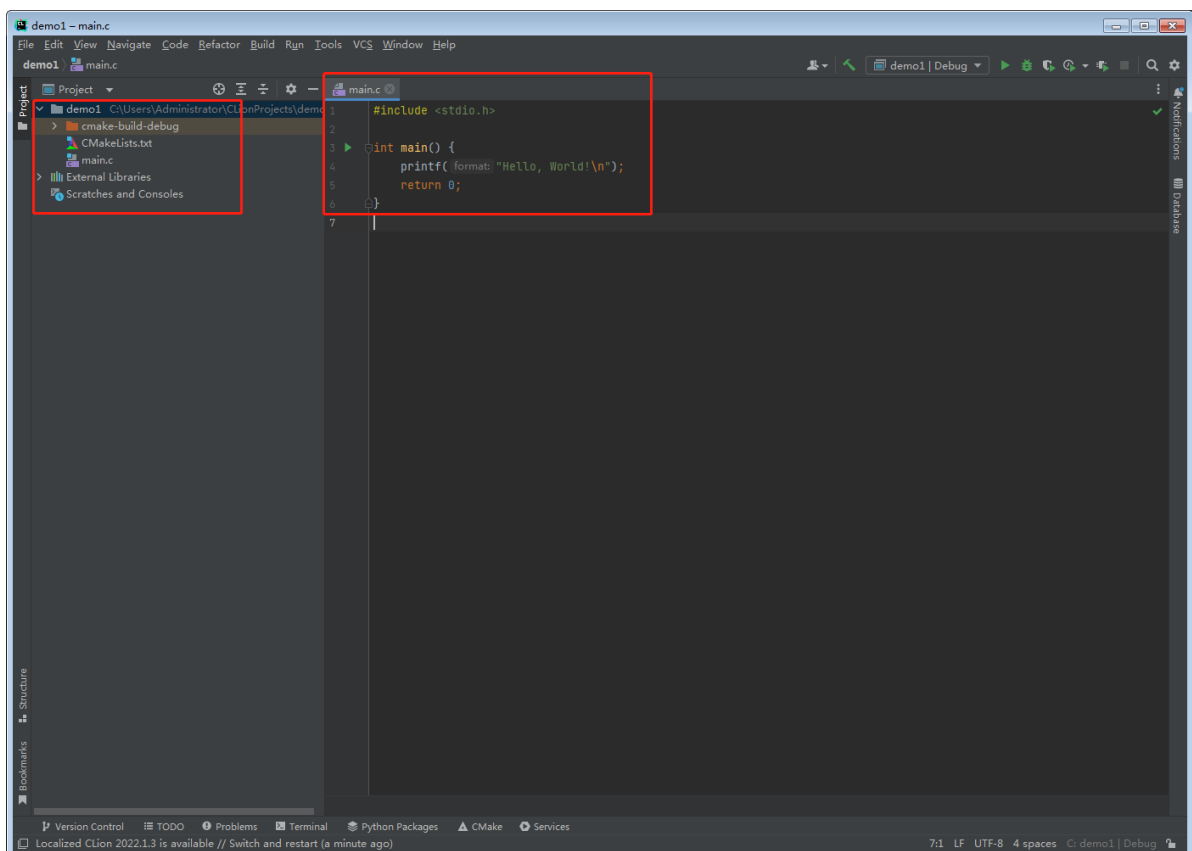 demo1 – main.c
File Edit View Navigate Code Refactor Build Run Tools VCS Window Help
demo1 main.c demo1 | Debug
Project
Project
main.c
demo1 C:\Users\Administrator\CLionProjects\demo
cmake-build-debug
CMakeLists.txt
main.c
External Libraries
Scratches and Consoles
1 #include <stdio.h>
2
3 int main() {
4 printf( format: "Hello, World!\n");
5 return 0;
6 }
7
Notifications
Database
Structure
Bookmarks
Version Control TODO Problems Terminal Python Packages CMake Services
Localized CLion 2022.1.3 is available // Switch and restart (a minute ago) 7:1 LF UTF-8 4 spaces C: demo1 | Debug